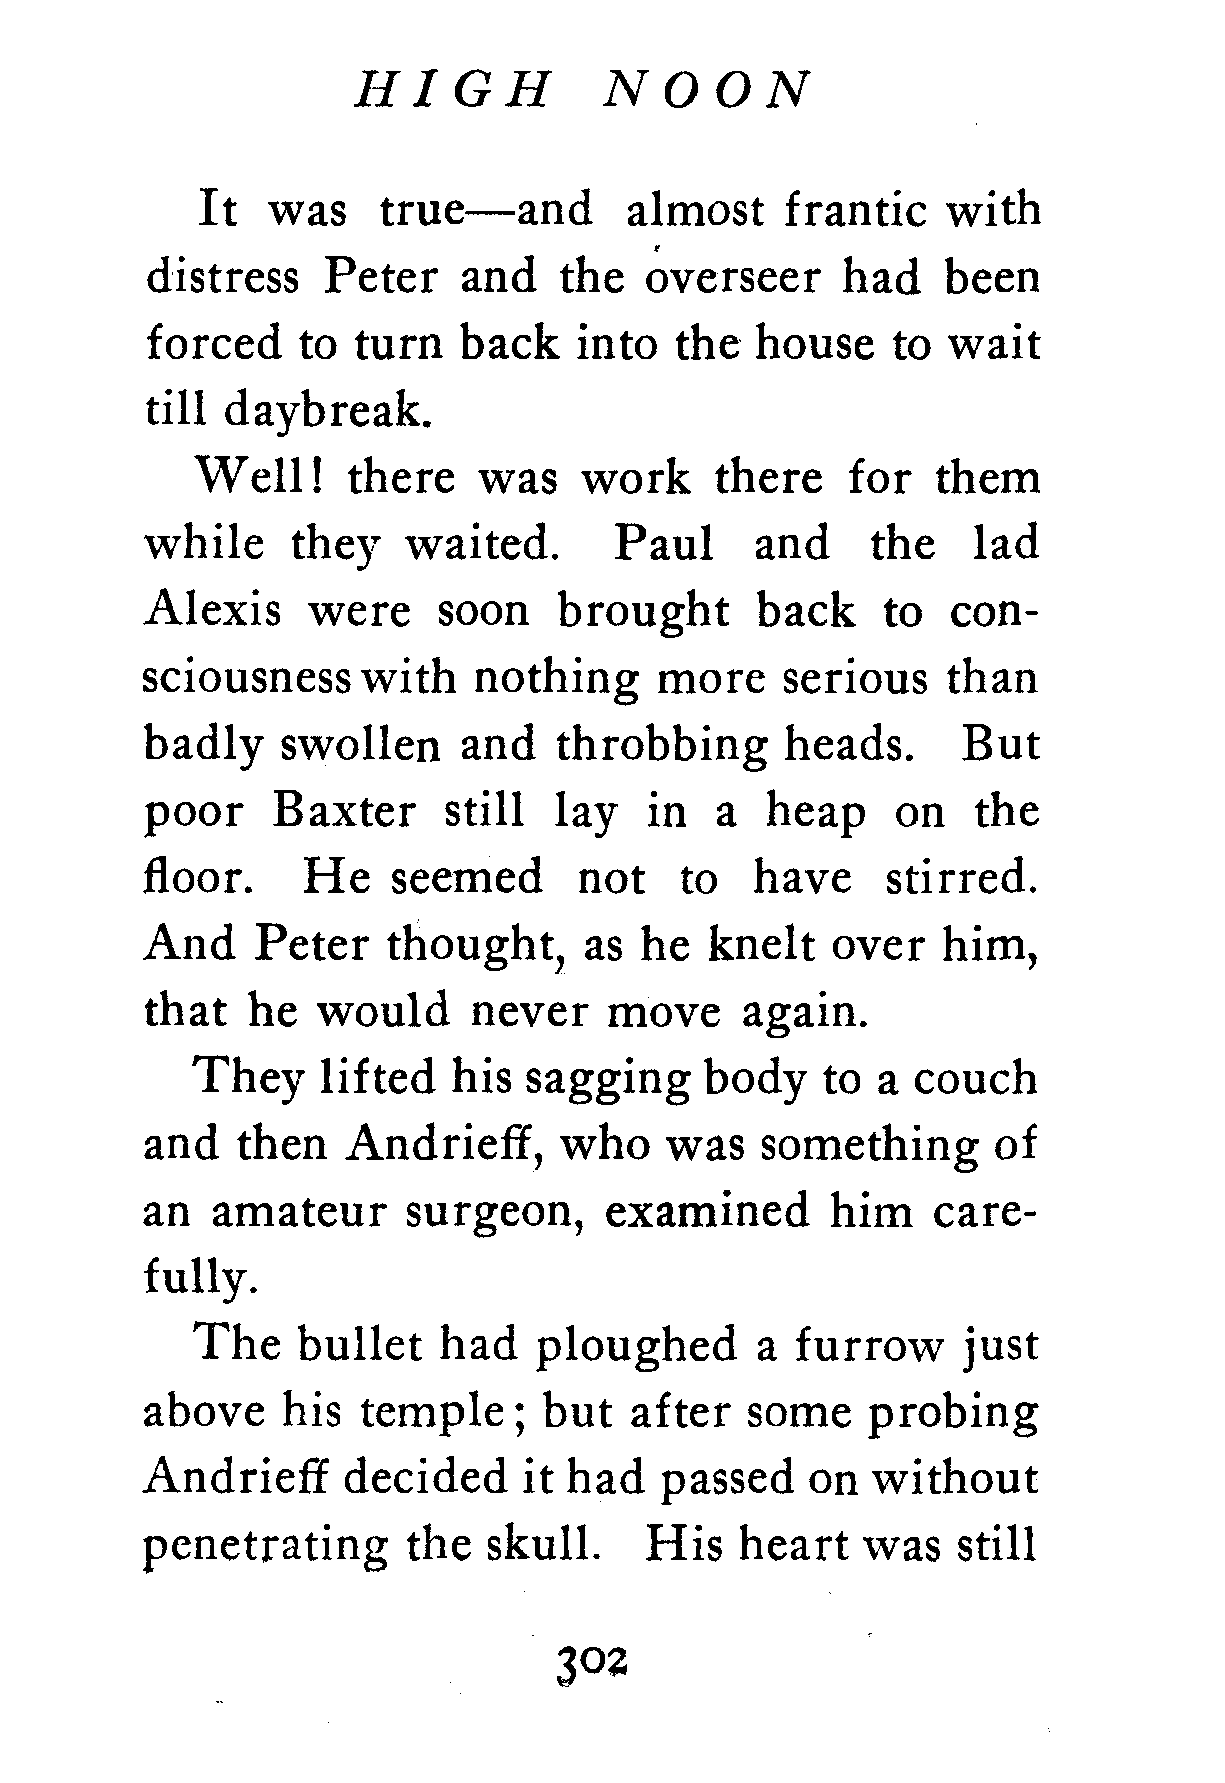 HIGH NOON
It was true—and almost frantic with
distress Peter and the overseer had been
forced to turn back into the house to wait
till daybreak.
Well! there was work there for them
while they waited. Paul and the lad
Alexis were soon brought back to con-
sciousness with nothing more serious than
badly swollen and throbbing heads. But
poor Baxter still lay in a heap on the
floor. He seemed not to have stirred.
And Peter thought, as he knelt over him,
that he would never move again.
They lifted his sagging body to a couch
and then Andrieff, who was something of
an amateur surgeon, examined him care-
fully.
The bullet had ploughed a furrow just
above his temple; but after some probing
Andrieff decided it had passed on without
penetrating the skull. His heart was still
302